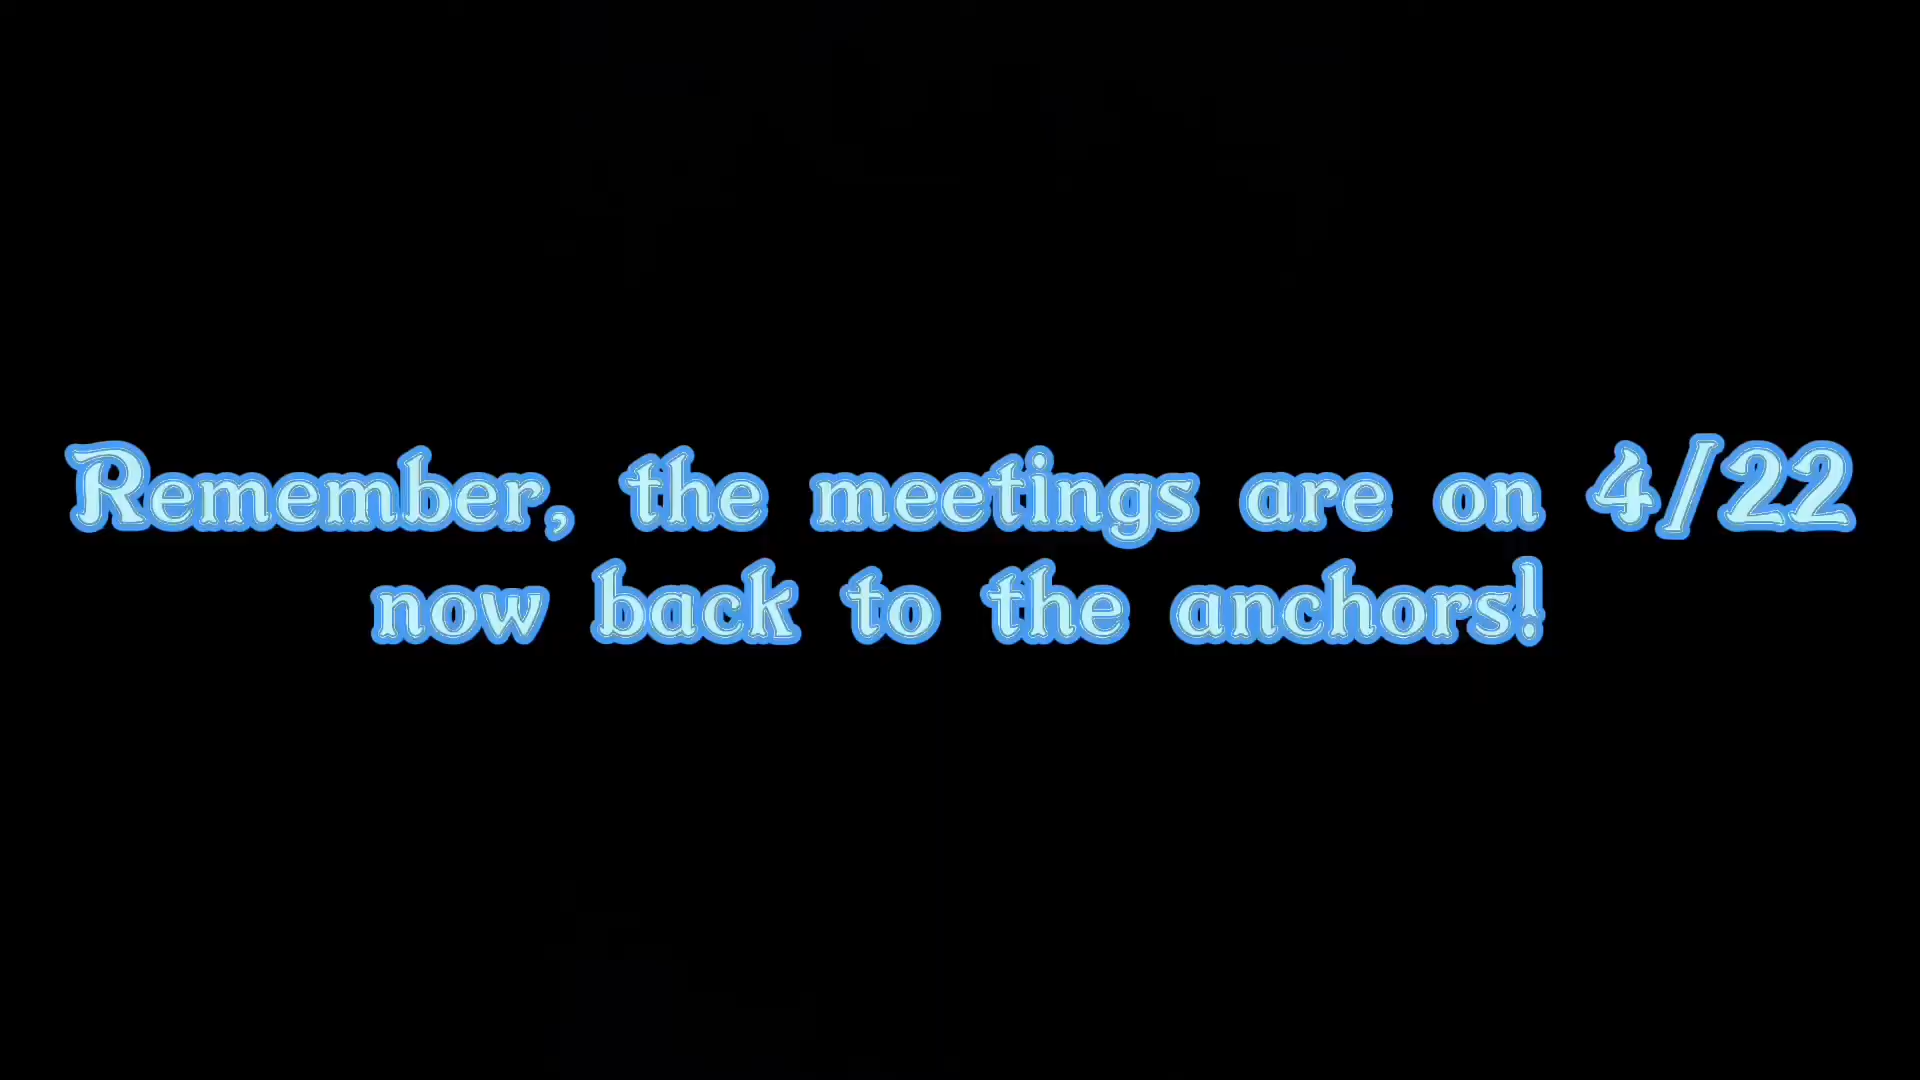 Remember, the meetings are on 4/22
now back to the anchors!